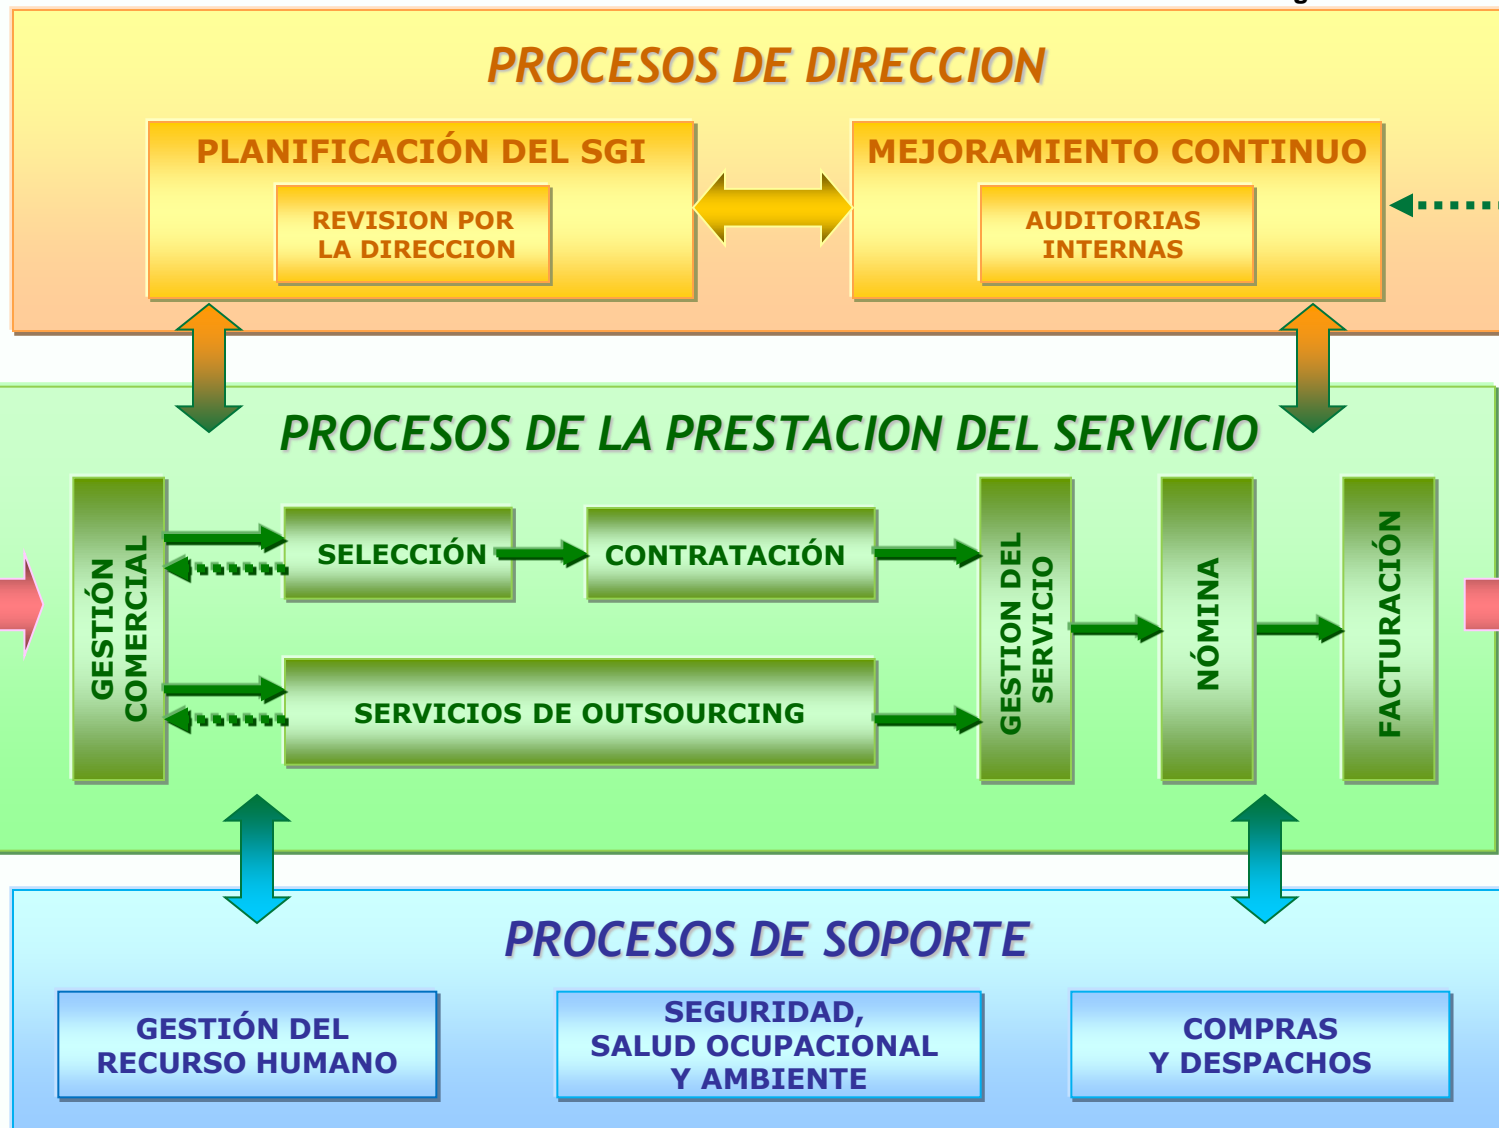 PROCESOS DE DIRECCION
PLANIFICACIÓN DEL SGI
REVISION POR
LA DIRECCION
MEJORAMIENTO CONTINUO
AUDITORIAS
INTERNAS
PROCESOS DE LA PRESTACION DEL SERVICIO
GESTIÓN
COMERCIAL
SELECCIÓN
CONTRATACIÓN
SERVICIOS DE OUTSOURCING
GESTION DEL
SERVICIO
NÓMINA
FACTURACIÓN
PROCESOS DE SOPORTE
GESTIÓN DEL
RECURSO HUMANO
SEGURIDAD,
SALUD OCUPACIONAL
Y AMBIENTE
COMPRAS
Y DESPACHOS